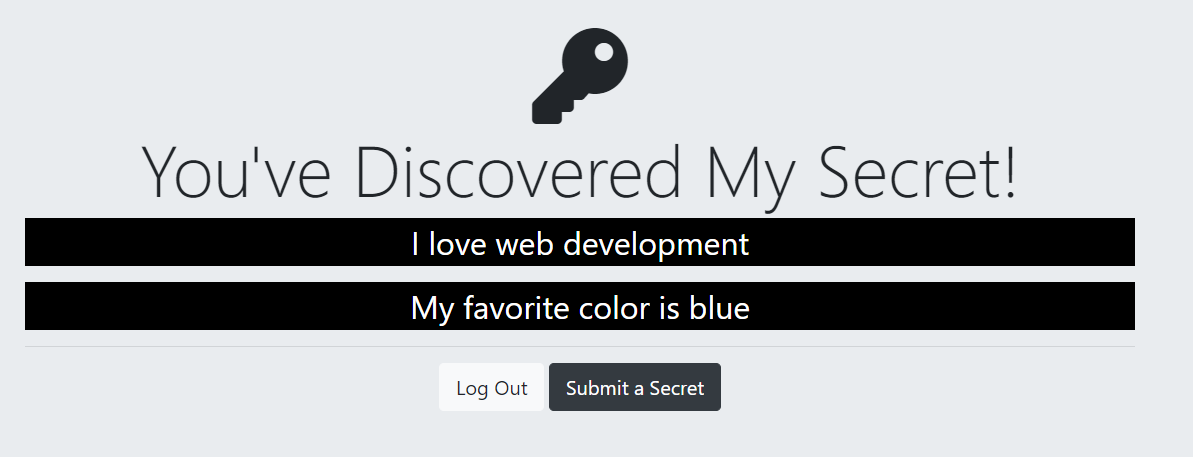 You've Discovered My Secret!
I love web development
My favorite color is blue
Log Out
Submit a Secret